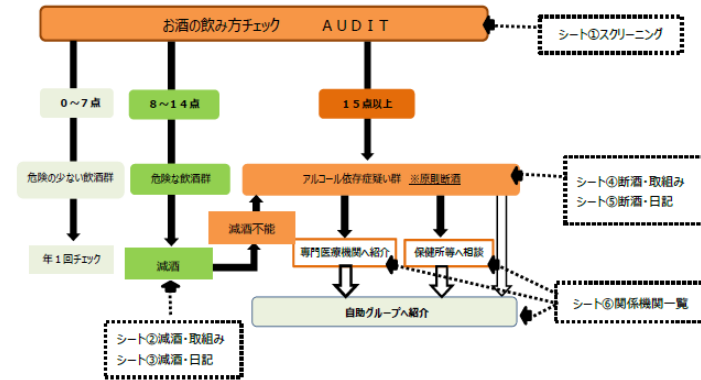 お酒の飲み方チェック　　ＡＵＤＩＴ
シート①スクリーニング
０～７点
８～１４点
１５点以上
危険の少ない飲酒群
危険な飲酒群
アルコール依存症疑い群　※原則断酒
シート④断酒・取組み
シート⑤断酒・日記
減酒不能
年１回チェック
減酒
専門医療機関へ紹介
保健所等へ相談
シート⑥関係機関一覧
自助グループへ紹介
シート②減酒・取組み
シート③減酒・日記